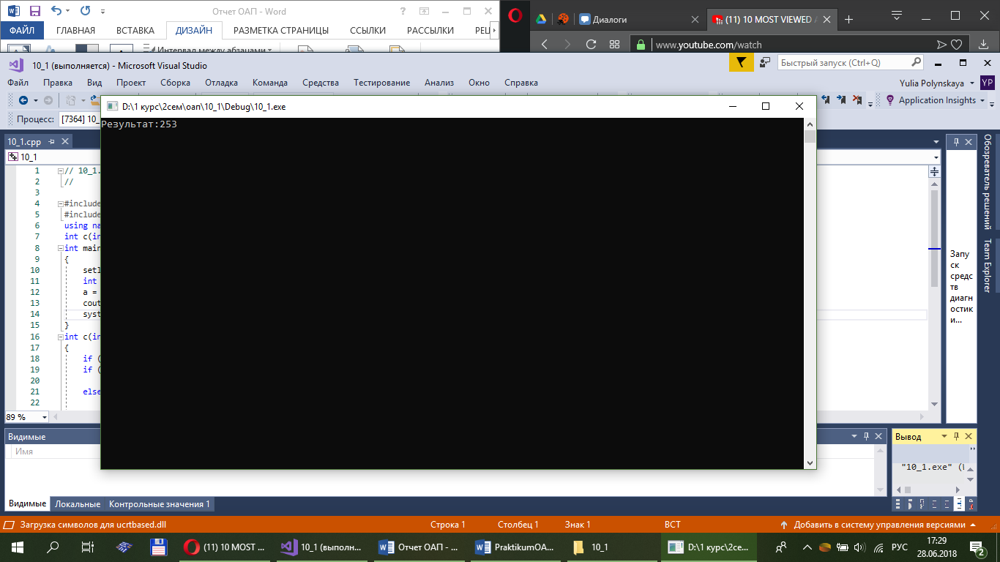 Отчет ОАП - Word
ФАЙЛ ГЛАВНАЯ ВСТАВКА ДИЗАЙН РАЗМЕТКА СТРАНИЦЫ ССЫЛКИ РАССЫЛКИ РЕЦ
Интервал между абзацами
Диалоги
(11) 10 MOST VIEWED
www.youtube.com/watch
10_1 (выполняется) - Microsoft Visual Studio
Быстрый запуск (Ctrl+Q)
Файл Правка Вид Проект Сборка Отладка Команда Средства Тестирование Анализ Окно Справка
Yulia Polynskaya YP
Application Insights
Процесс: [7364] 10_
D:\1 курс\2сем\оап\10_1\Debug\10_1.exe
Результат:253
10_1.cpp
10_1
1 // 10_1.
2 //
3
4 #include
5 #include
6 using na
7 int c(in
8 int main
9 {
10 setl
11 int
12 a =
13 cout
14 syst
15 }
16 int c(in
17 {
18 if (
19 if (
20
21 else
22
89 %
Обозреватель решений
Team Explorer
Запу
ск
средс
тв
диагн
остик
и...
Видимые
Имя
Видимые Локальные Контрольные значения 1
Вывод
"10_1.exe" (
Загрузка символов для ucrtbased.dll Строка 1 Столбец 1 Знак 1 ВСТ Добавить в систему управления версиями
(11) 10 MOST ... 10_1 (выполн... Отчет ОАП - ... PraktikumOA... 10_1 D:\1 курс\2се...
РУС
17:29
28.06.2018
2